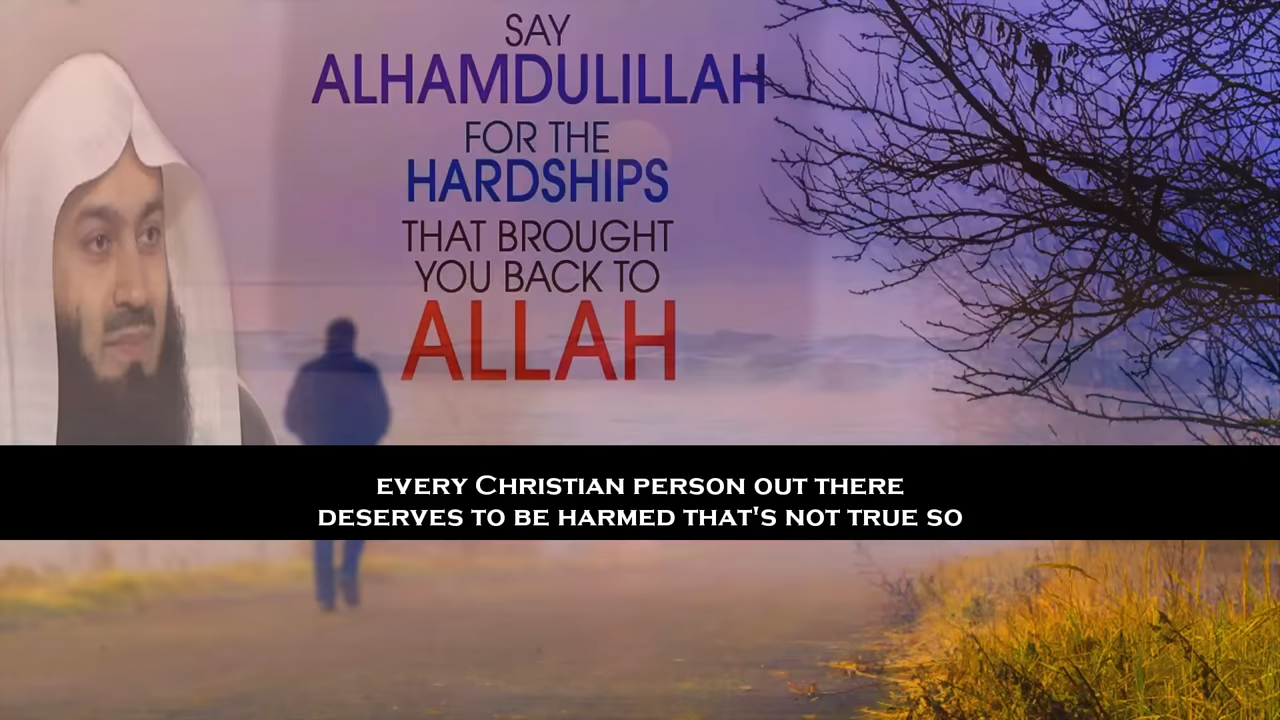 SAY
ALHAMDULILLAH
FOR THE
HARDSHIPS
THAT BROUGHT
YOU BACK TO
ALLAH
EVERY CHRISTIAN PERSON OUT THERE
DESERVES TO BE HARMED THAT'S NOT TRUE SO